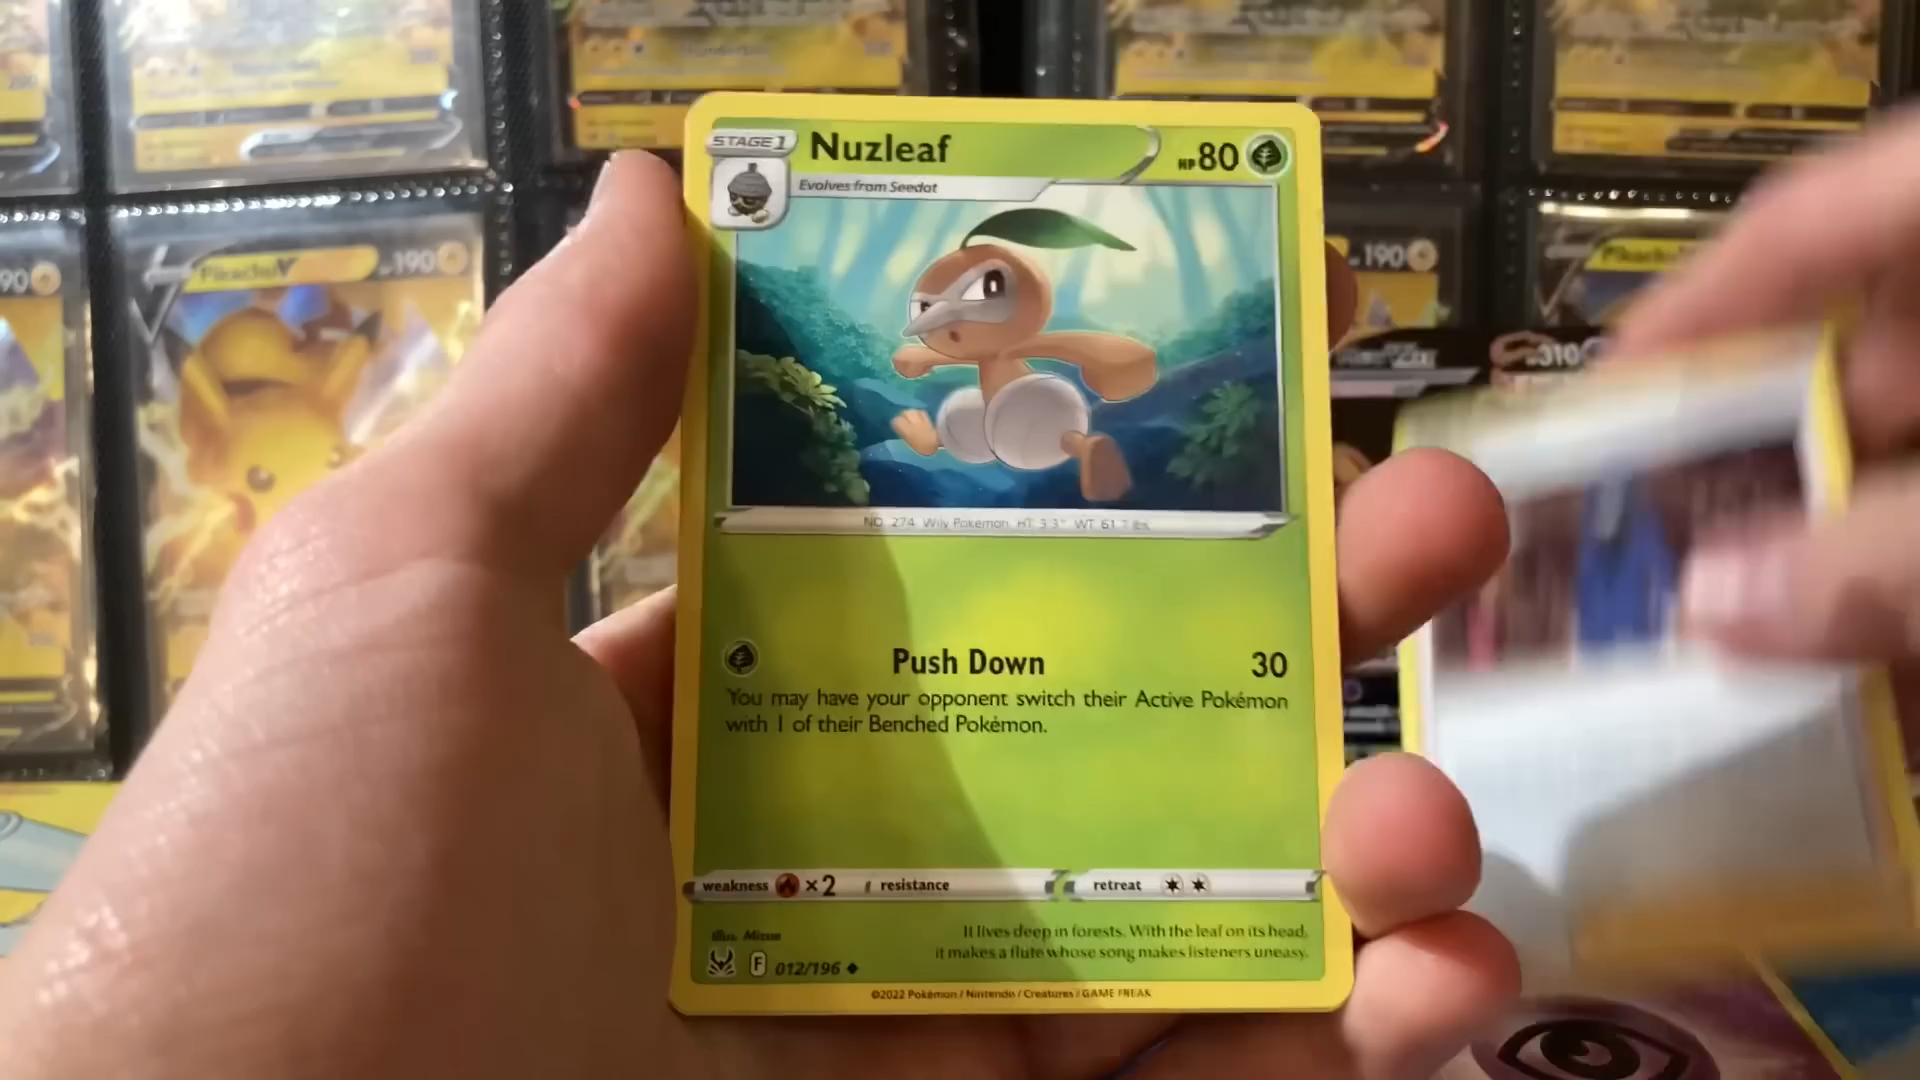 STAGE 1
Nuzleaf
HP 80
Evolves from Seedot
NO. 274 Wily Pokémon HT 3'3" WT 61.7 lbs.
Push Down 30
You may have your opponent switch their Active Pokémon
with 1 of their Benched Pokémon.
weakness ×2 resistance retreat
Illus. Mizue
It lives deep in forests. With the leaf on its head,
it makes a flute whose song makes listeners uneasy.
F 012/196
©2022 Pokémon / Nintendo / Creatures / GAME FREAK
Pikachu V 190
190
Pikachu
310
90